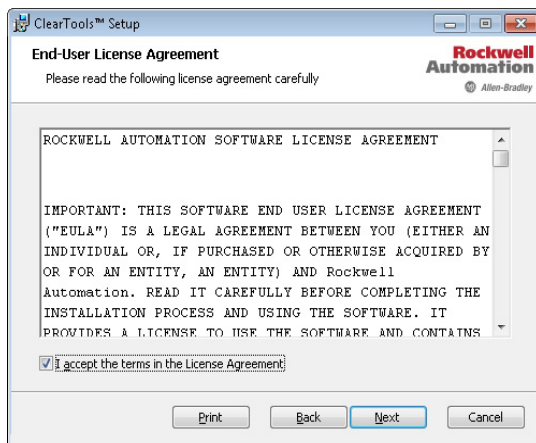 ClearTools™ Setup
End-User License Agreement
Please read the following license agreement carefully
Rockwell
Automation
AB Allen-Bradley
ROCKWELL AUTOMATION SOFTWARE LICENSE AGREEMENT
IMPORTANT: THIS SOFTWARE END USER LICENSE AGREEMENT
("EULA") IS A LEGAL AGREEMENT BETWEEN YOU (EITHER AN
INDIVIDUAL OR, IF PURCHASED OR OTHERWISE ACQUIRED BY
OR FOR AN ENTITY, AN ENTITY) AND Rockwell
Automation. READ IT CAREFULLY BEFORE COMPLETING THE
INSTALLATION PROCESS AND USING THE SOFTWARE. IT
PROVIDES A LICENSE TO USE THE SOFTWARE AND CONTAINS
I accept the terms in the License Agreement
Print Back Next Cancel